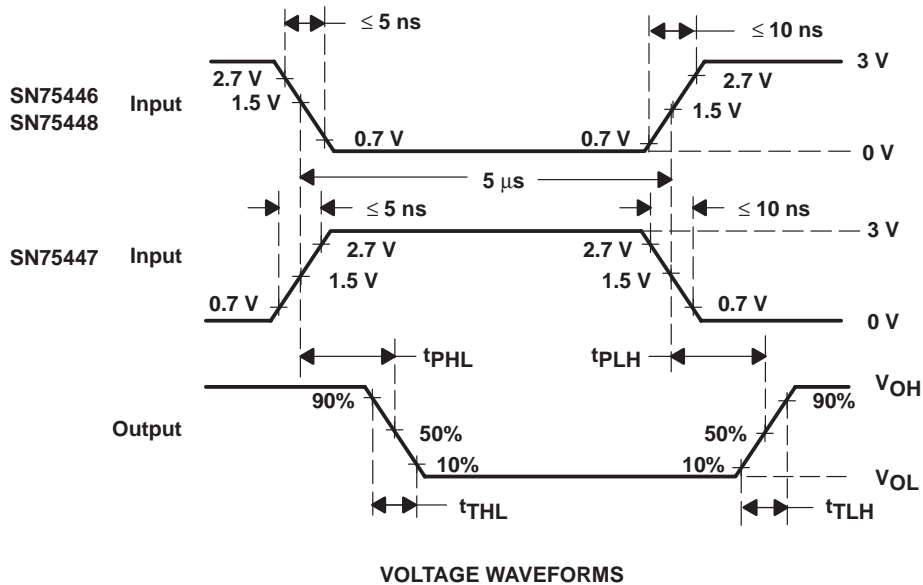 ≤ 5 ns
≤ 10 ns
3 V
2.7 V
2.7 V
SN75446
SN75448
Input
1.5 V
1.5 V
0.7 V
0.7 V
0 V
5 μs
≤ 5 ns
≤ 10 ns
3 V
SN75447
Input
2.7 V
2.7 V
1.5 V
1.5 V
0.7 V
0.7 V
0 V
tPHL
tPLH
VOH
90%
90%
Output
50%
50%
10%
10%
VOL
tTHL
tTLH
VOLTAGE WAVEFORMS